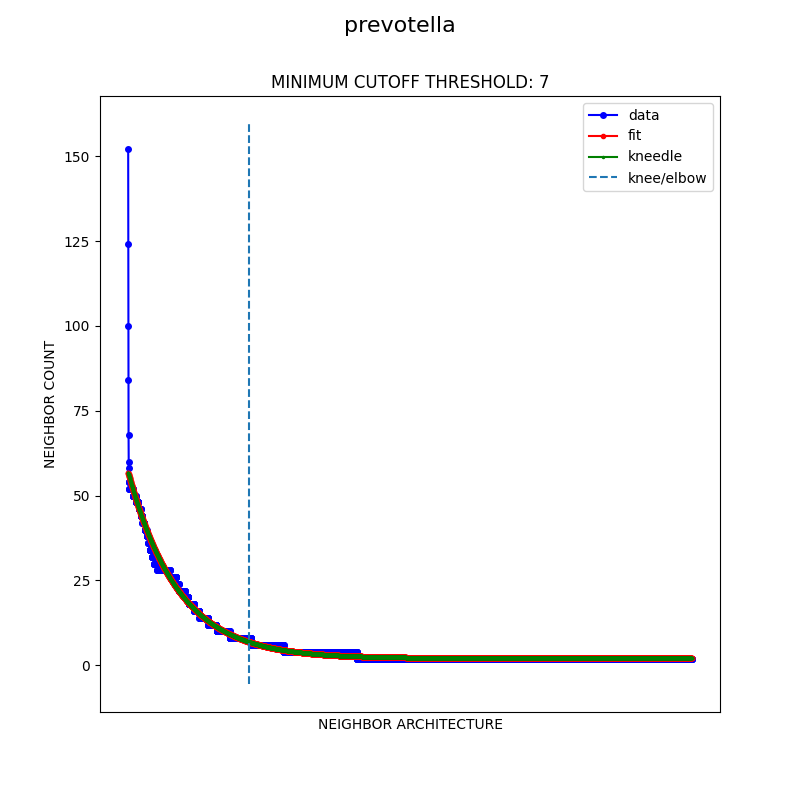 prevotella
MINIMUM CUTOFF THRESHOLD: 7
data
fit
kneedle
knee/elbow
150
125
100
75
50
25
0
NEIGHBOR COUNT
NEIGHBOR ARCHITECTURE